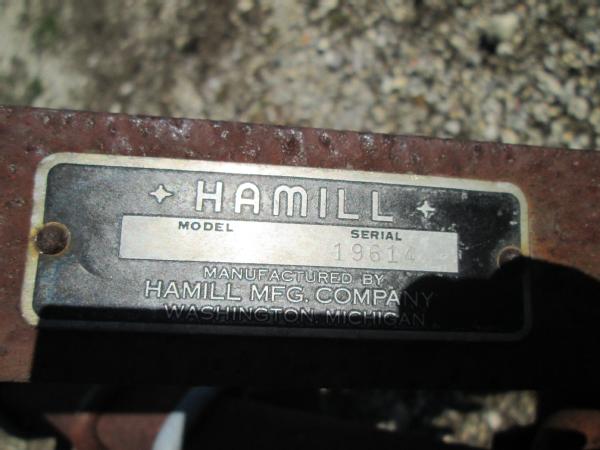 HAMILL
MODEL SERIAL
19614
MANUFACTURED BY
HAMILL MFG. COMPANY
WASHINGTON, MICHIGAN